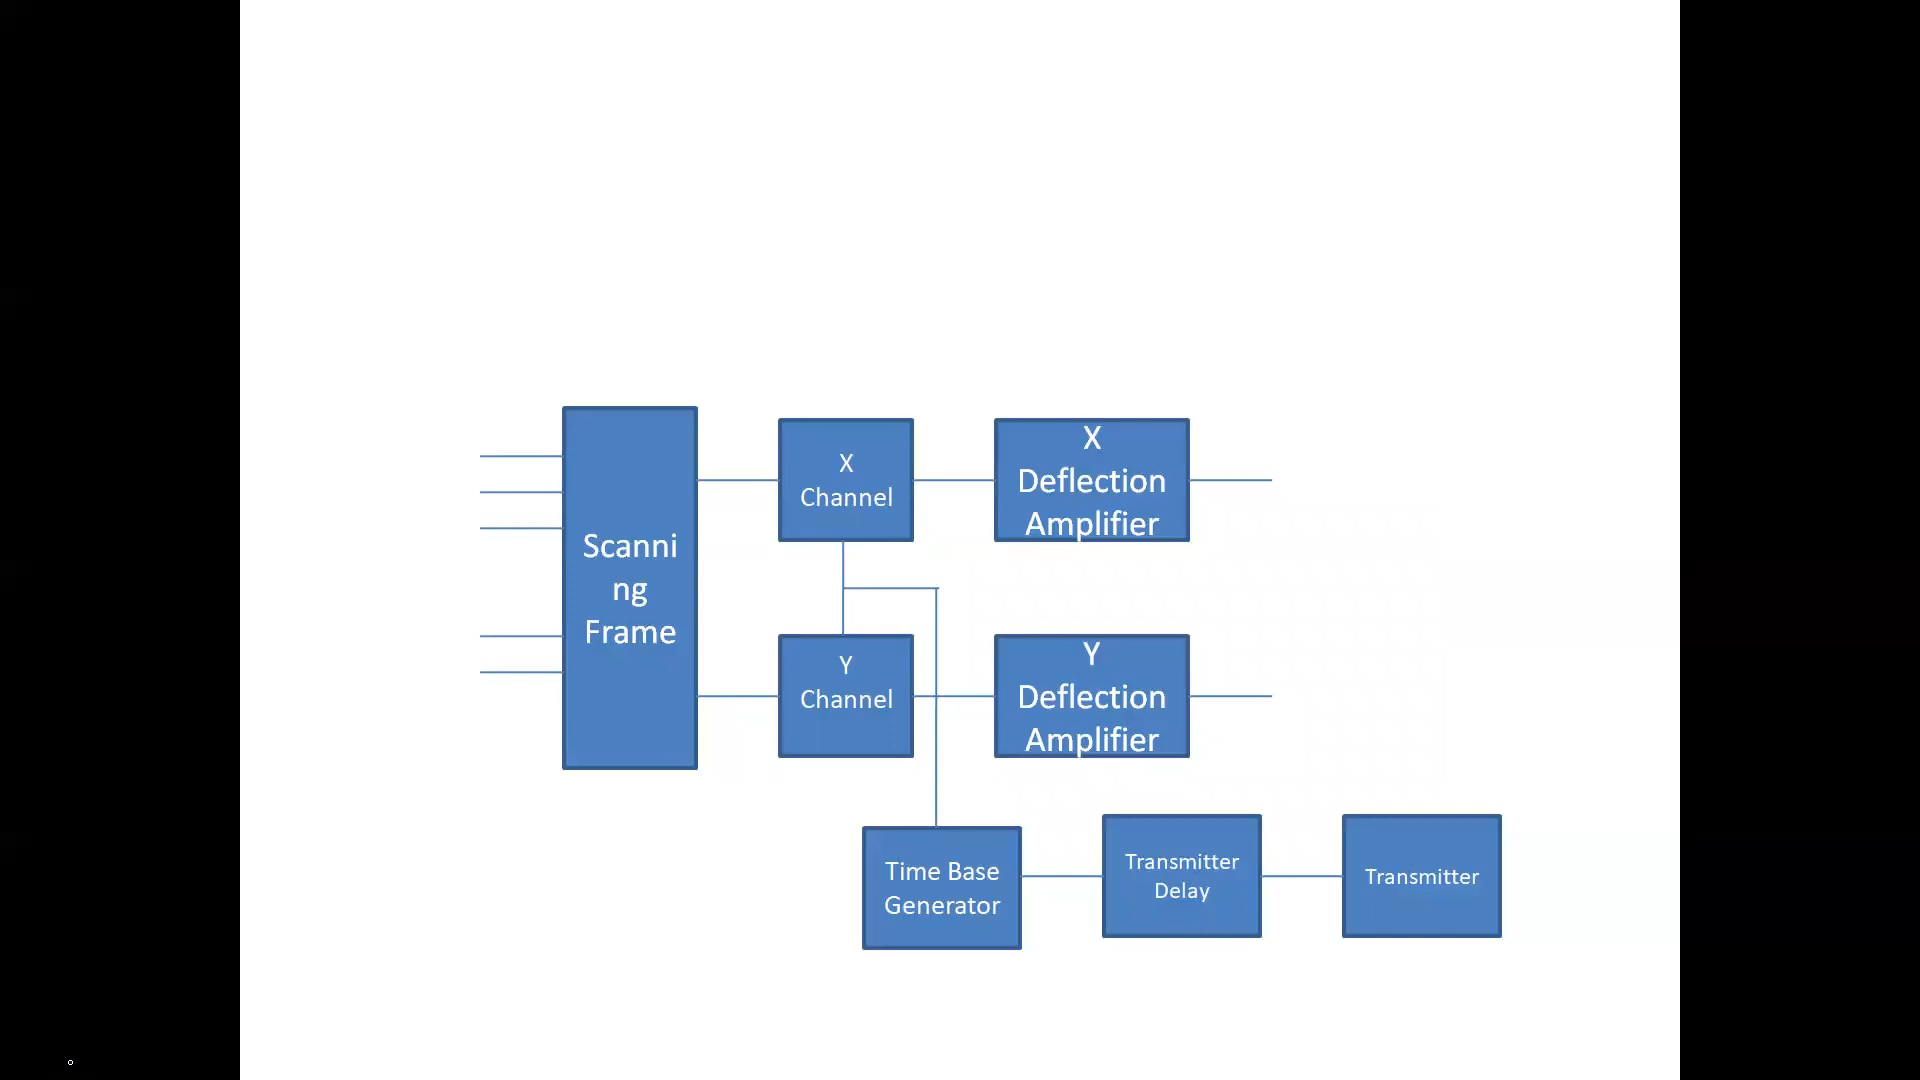 Scanni
ng
Frame
X
Channel
X
Deflection
Amplifier
Y
Channel
Y
Deflection
Amplifier
Time Base
Generator
Transmitter
Delay
Transmitter